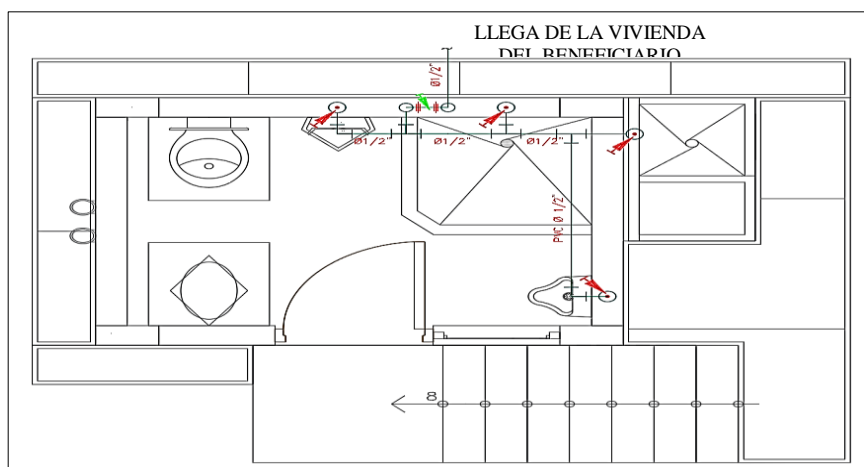 LLEGA DE LA VIVIENDA
DEL BENEFICIARIO
Ø1/2"
Ø1/2"
Ø1/2"
Ø1/2"
PVC Ø 1/2"
8